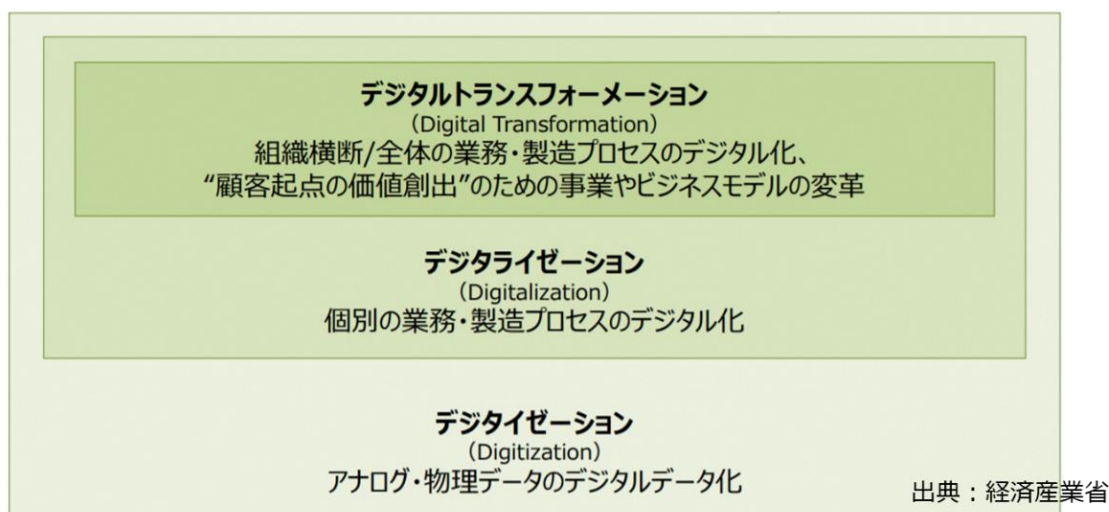 デジタルトランスフォーメーション
（Digital Transformation）
組織横断/全体の業務・製造プロセスのデジタル化、
“顧客起点の価値創出”のための事業やビジネスモデルの変革
デジタライゼーション
（Digitalization）
個別の業務・製造プロセスのデジタル化
デジタイゼーション
（Digitization）
アナログ・物理データのデジタルデータ化
出典：経済産業省